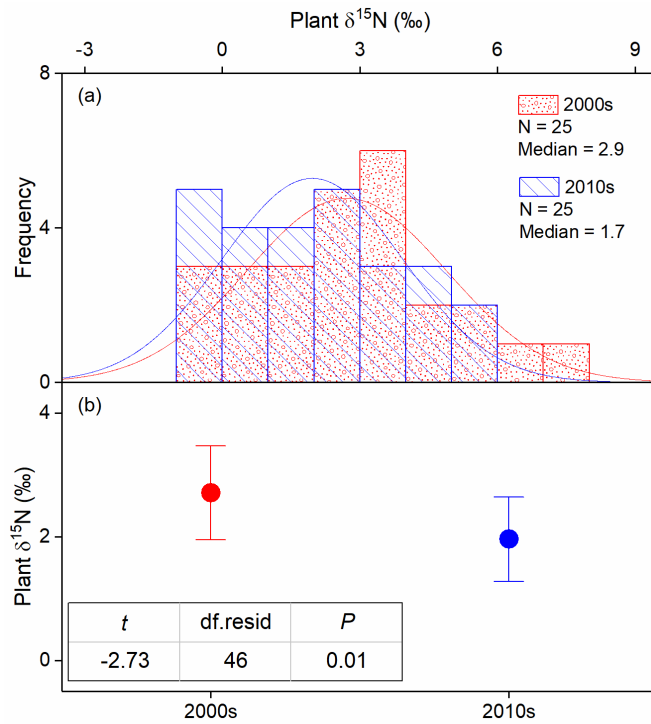 Plant δ¹⁵N (‰)
-3 0 3 6 9
8
(a)
2000s
N = 25
Median = 2.9
2010s
N = 25
Median = 1.7
Frequency
4
0
(b)
4
Plant δ¹⁵N (‰)
2
t df.resid P
-2.73 46 0.01
0
2000s 2010s